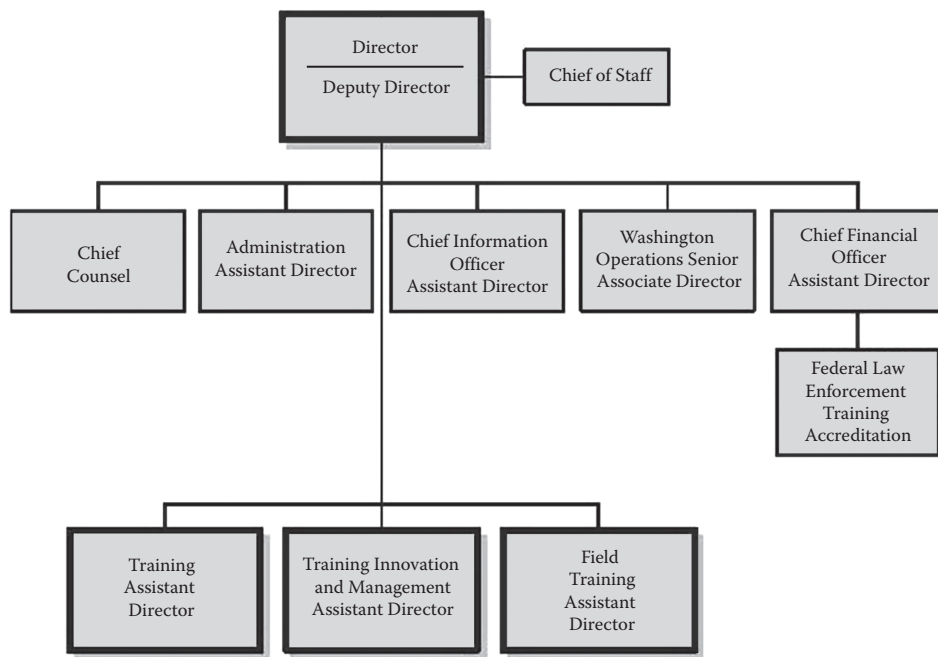 Director
Deputy Director
Chief of Staff
Chief
Counsel
Administration
Assistant Director
Chief Information
Officer
Assistant Director
Washington
Operations Senior
Associate Director
Chief Financial
Officer
Assistant Director
Federal Law
Enforcement
Training
Accreditation
Training
Assistant
Director
Training Innovation
and Management
Assistant Director
Field
Training
Assistant
Director